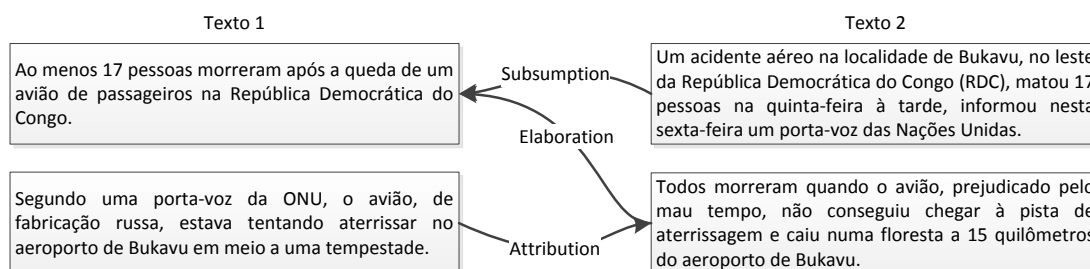 Texto 1
Ao menos 17 pessoas morreram após a queda de um
avião de passageiros na República Democrática do
Congo.
Segundo uma porta-voz da ONU, o avião, de
fabricação russa, estava tentando aterrissar no
aeroporto de Bukavu em meio a uma tempestade.
Subsumption
Elaboration
Attribution
Texto 2
Um acidente aéreo na localidade de Bukavu, no leste
da República Democrática do Congo (RDC), matou 17
pessoas na quinta-feira à tarde, informou nesta
sexta-feira um porta-voz das Nações Unidas.
Todos morreram quando o avião, prejudicado pelo
mau tempo, não conseguiu chegar à pista de
aterrissagem e caiu numa floresta a 15 quilômetros
do aeroporto de Bukavu.